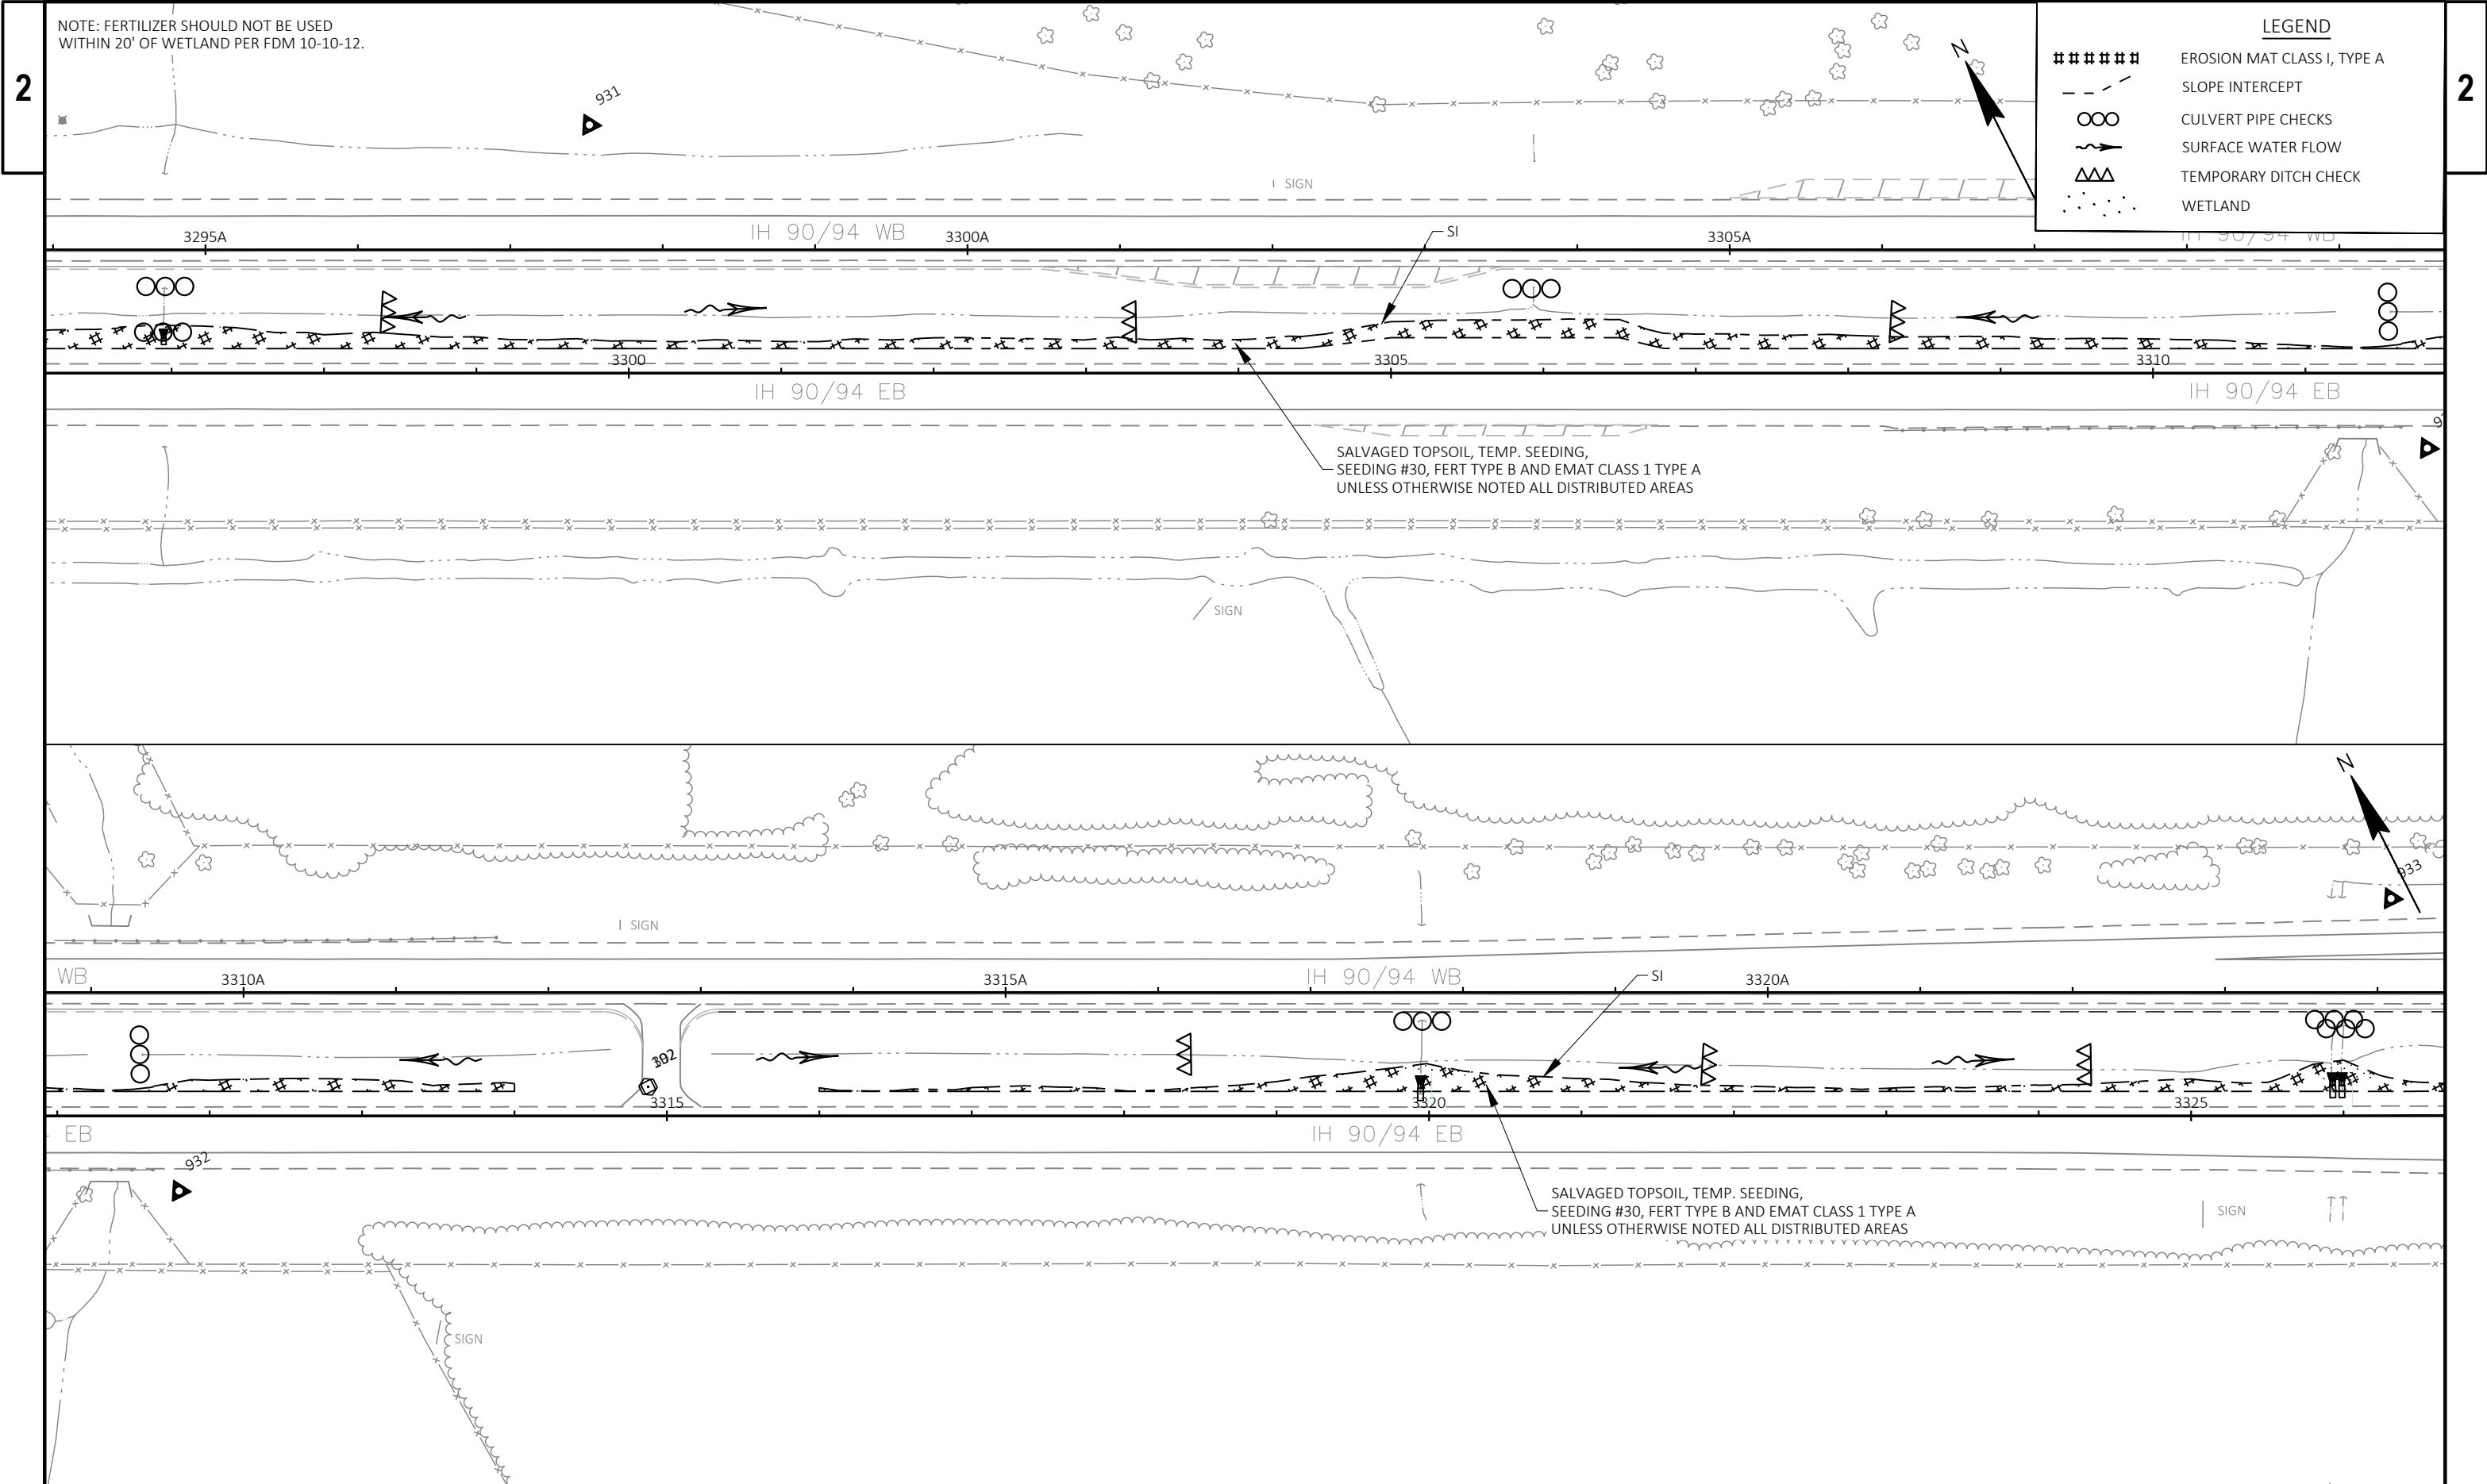 NOTE: FERTILIZER SHOULD NOT BE USED
WITHIN 20' OF WETLAND PER FDM 10-10-12.
2
2
LEGEND
EROSION MAT CLASS I, TYPE A
SLOPE INTERCEPT
CULVERT PIPE CHECKS
SURFACE WATER FLOW
TEMPORARY DITCH CHECK
WETLAND
N
931
SIGN
IH 90/94 WB
IH 90/94 WB
3295A
3300A
3305A
SI
3300
3305
3310
IH 90/94 EB
IH 90/94 EB
SALVAGED TOPSOIL, TEMP. SEEDING,
SEEDING #30, FERT TYPE B AND EMAT CLASS 1 TYPE A
UNLESS OTHERWISE NOTED ALL DISTRIBUTED AREAS
SIGN
N
933
SIGN
WB
3310A
3315A
IH 90/94 WB
SI
3320A
3315
3320
3325
EB
IH 90/94 EB
932
SALVAGED TOPSOIL, TEMP. SEEDING,
SEEDING #30, FERT TYPE B AND EMAT CLASS 1 TYPE A
UNLESS OTHERWISE NOTED ALL DISTRIBUTED AREAS
SIGN
SIGN